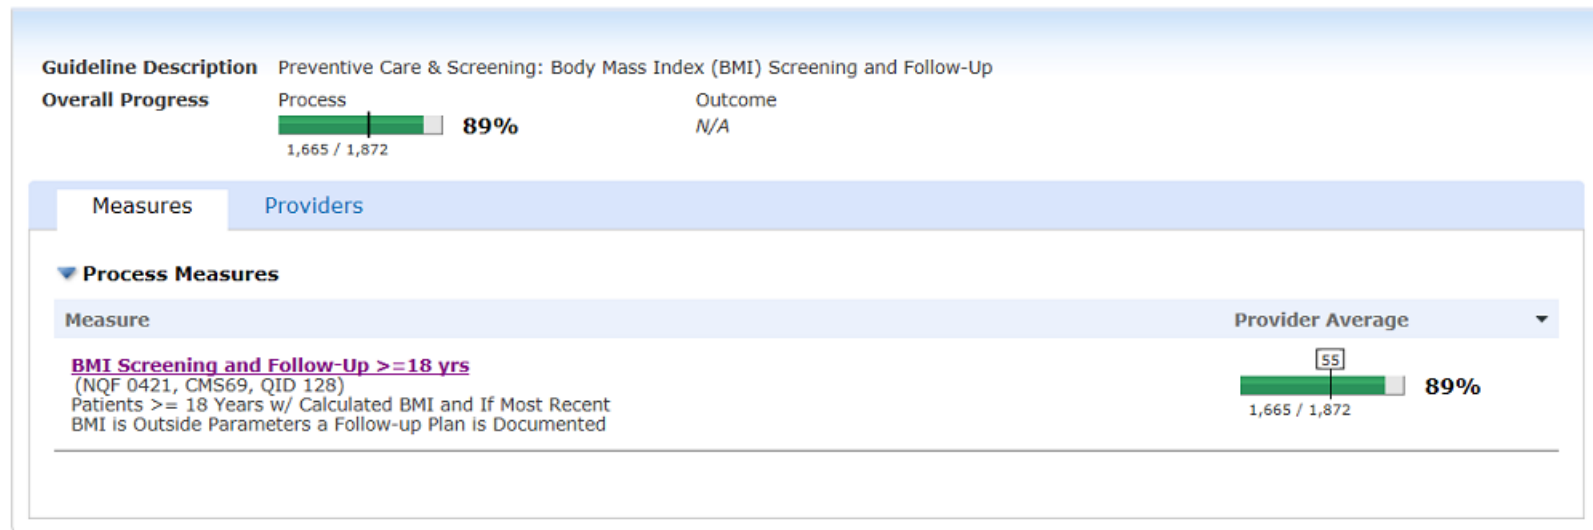 Guideline Description Preventive Care & Screening: Body Mass Index (BMI) Screening and Follow-Up
Overall Progress Process Outcome
89% N/A
1,665 / 1,872
Measures Providers
Process Measures
Measure Provider Average
55
BMI Screening and Follow-Up >=18 yrs
(NQF 0421, CMS69, QID 128)
89%
Patients >= 18 Years w/ Calculated BMI and If Most Recent
1,665 / 1,872
BMI is Outside Parameters a Follow-up Plan is Documented